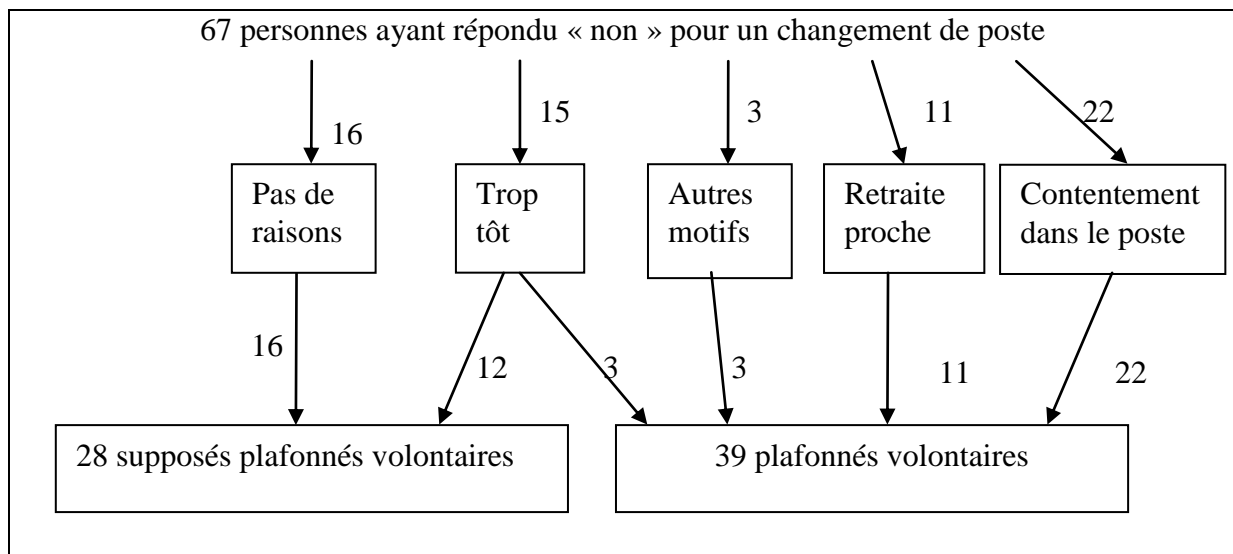 67 personnes ayant répondu « non » pour un changement de poste
16
15
3
11
22
Pas de
raisons
Trop
tôt
Autres
motifs
Retraite
proche
Contentement
dans le poste
16
12
3
3
11
22
28 supposés plafonnés volontaires
39 plafonnés volontaires